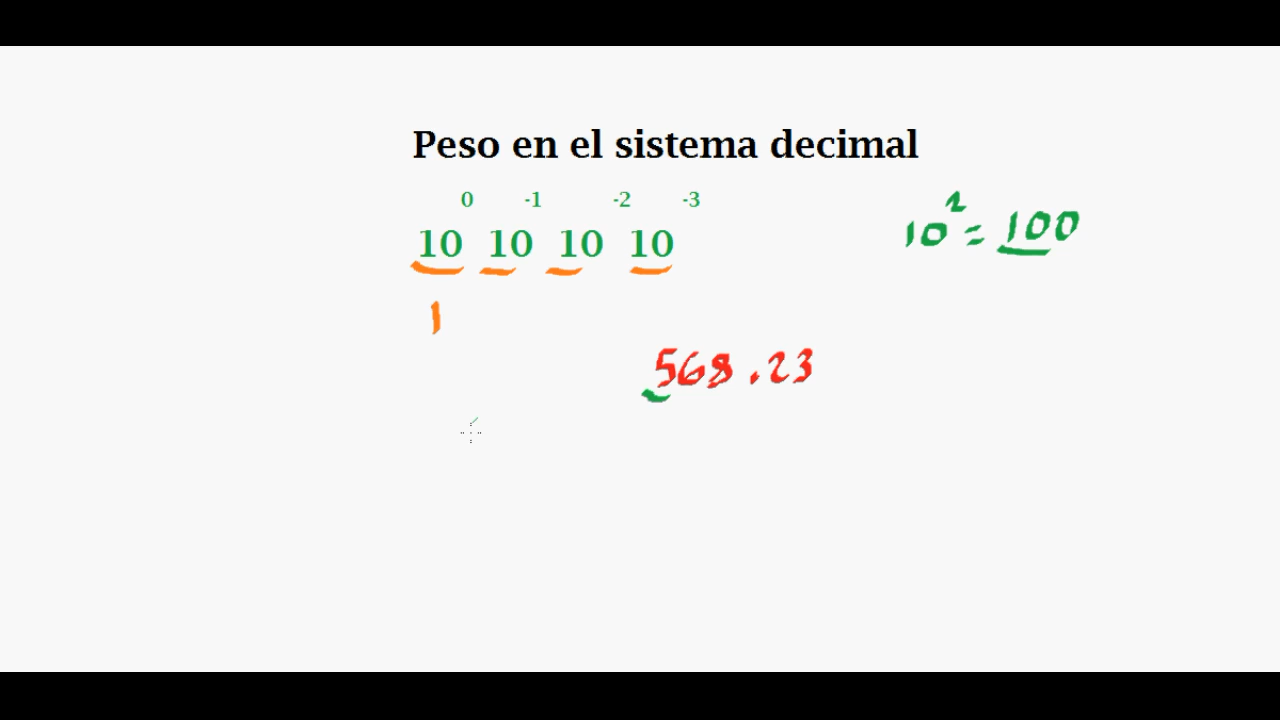 Peso en el sistema decimal
0 -1 -2 -3
10 10 10 10
10² = 100
1
568.23